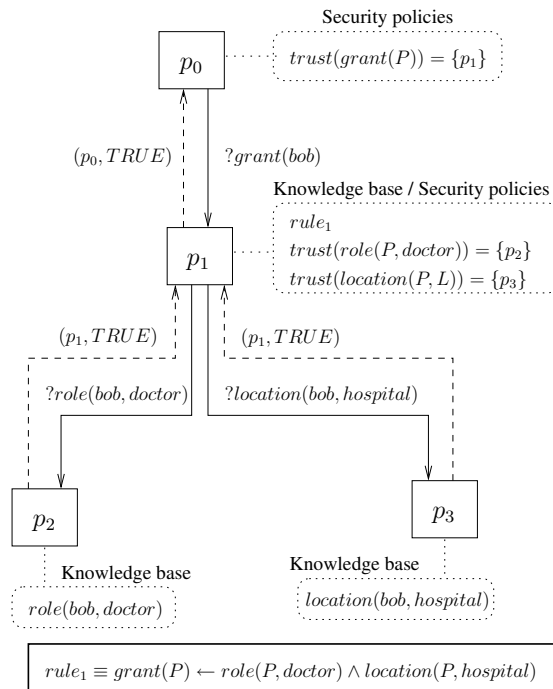 Security policies
p₀
trust(grant(P)) = {p₁}
(p₀, TRUE)
?grant(bob)
Knowledge base / Security policies
rule₁
trust(role(P, doctor)) = {p₂}
trust(location(P, L)) = {p₃}
p₁
(p₁, TRUE)
(p₁, TRUE)
?role(bob, doctor)
?location(bob, hospital)
p₂
p₃
Knowledge base
role(bob, doctor)
Knowledge base
location(bob, hospital)
rule₁ ≡ grant(P) ← role(P, doctor) ∧ location(P, hospital)